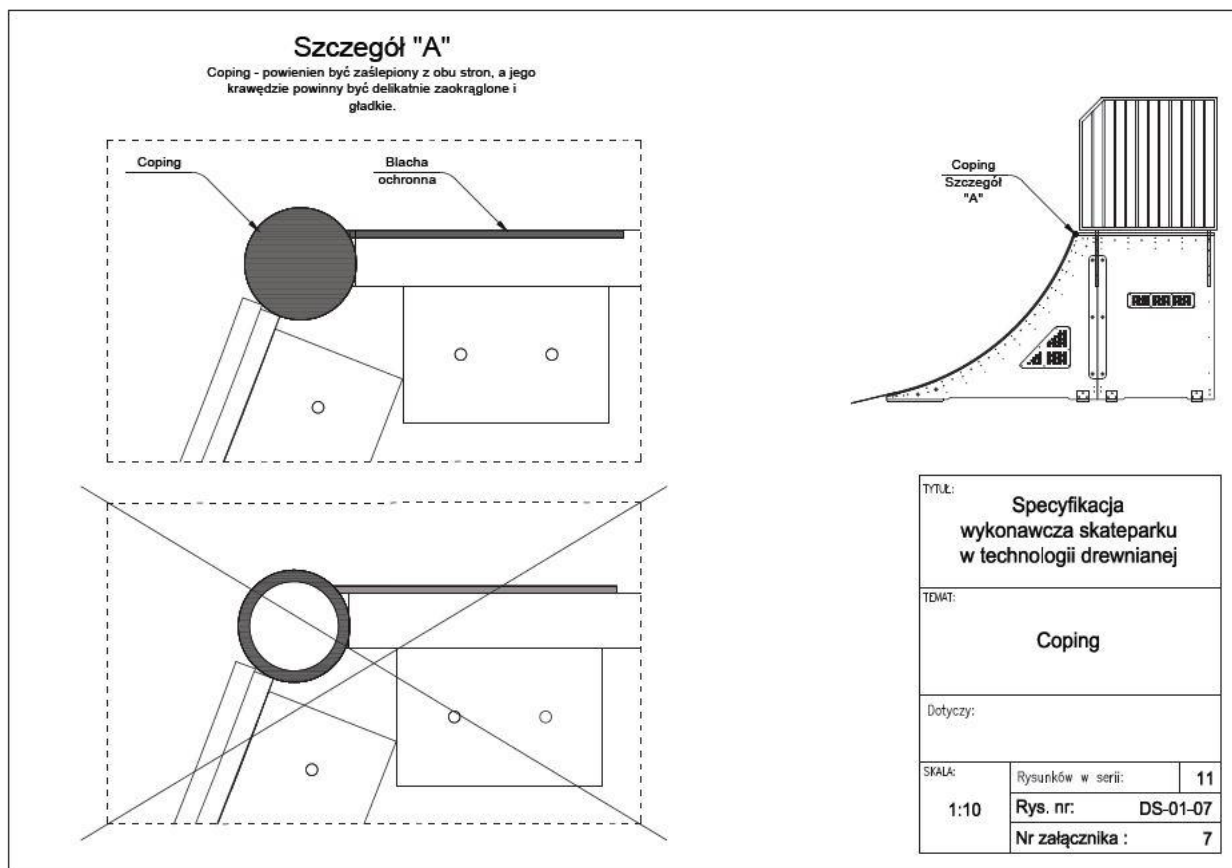 Szczegół "A"
Coping - powienien być zaślepiony z obu stron, a jego
krawędzie powinny być delikatnie zaokrąglone i
gładkie.
Coping
Blacha
ochronna
Coping
Szczegół
"A"
TYTUŁ:
Specyfikacja
wykonawcza skateparku
w technologii drewnianej
TEMAT:
Coping
Dotyczy:
SKALA:
1:10
Rysunków w serii: 11
Rys. nr: DS-01-07
Nr załącznika : 7